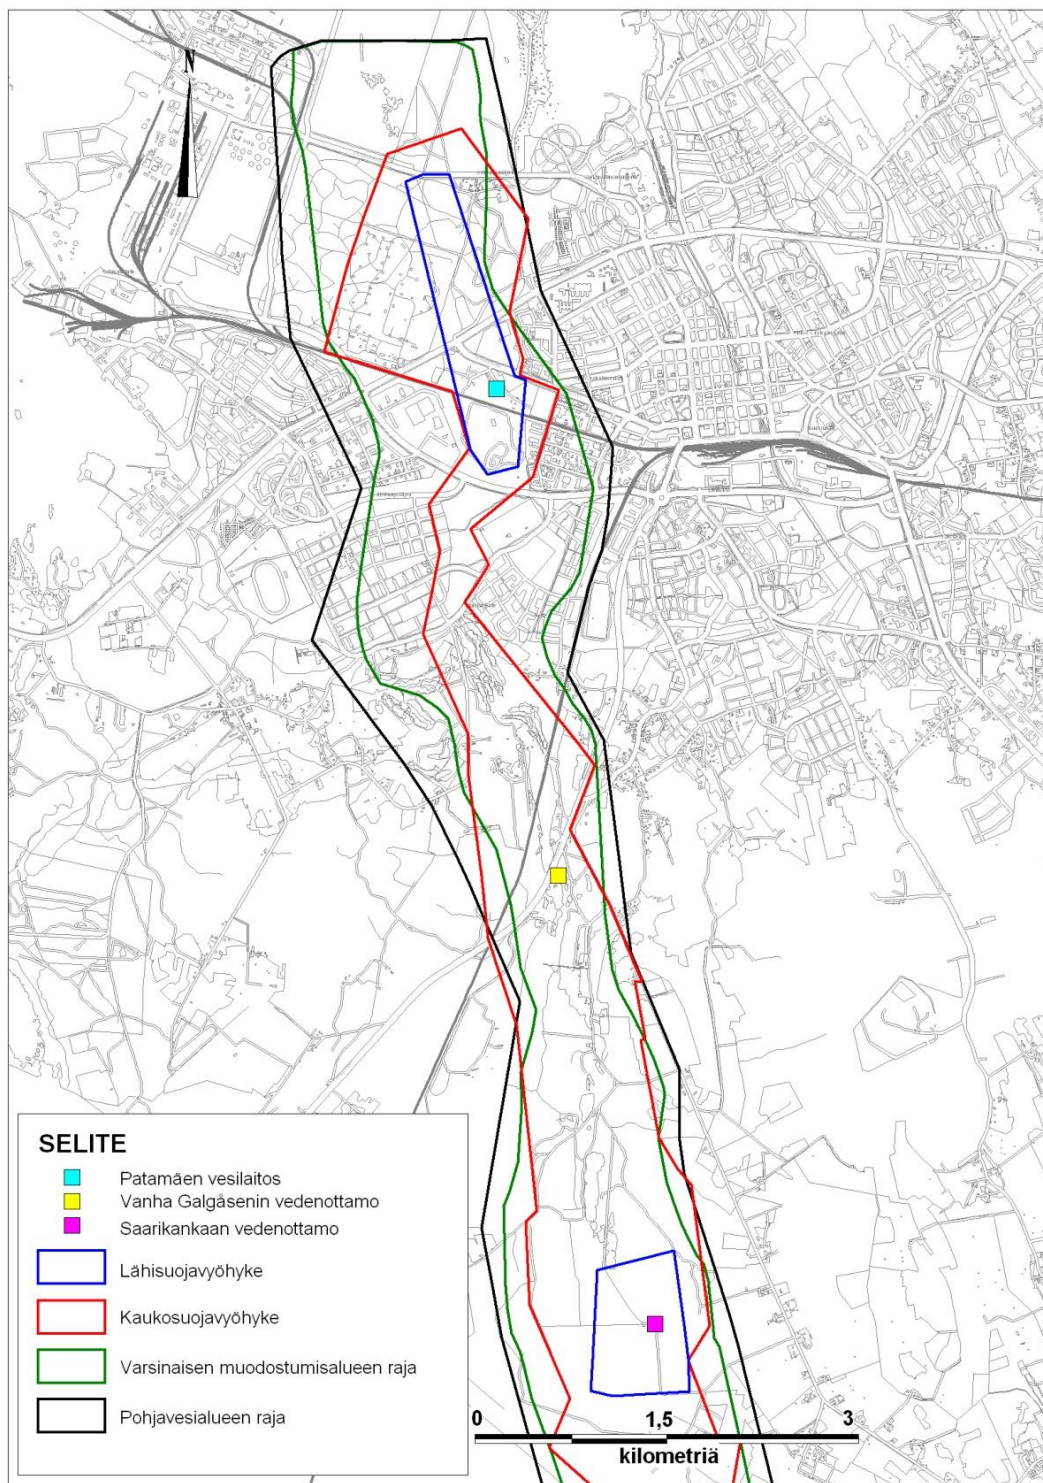 N
SELITE
Patamäen vesilaitos
Vanha Galgåsenin vedenottamo
Saarikankaan vedenottamo
Lähisuojavyöhyke
Kaukosuojavyöhyke
Varsinaisen muodostumisalueen raja
Pohjavesialueen raja
0 1,5 3
kilometriä